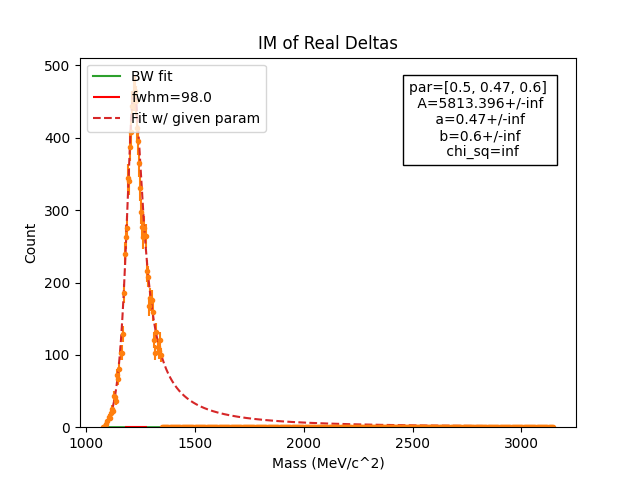 IM of Real Deltas
BW fit
fwhm=98.0
Fit w/ given param
par=[0.5, 0.47, 0.6]
A=5813.396+/-inf
a=0.47+/-inf
b=0.6+/-inf
chi_sq=inf
Count
500
400
300
200
100
0
1000 1500 2000 2500 3000
Mass (MeV/c^2)